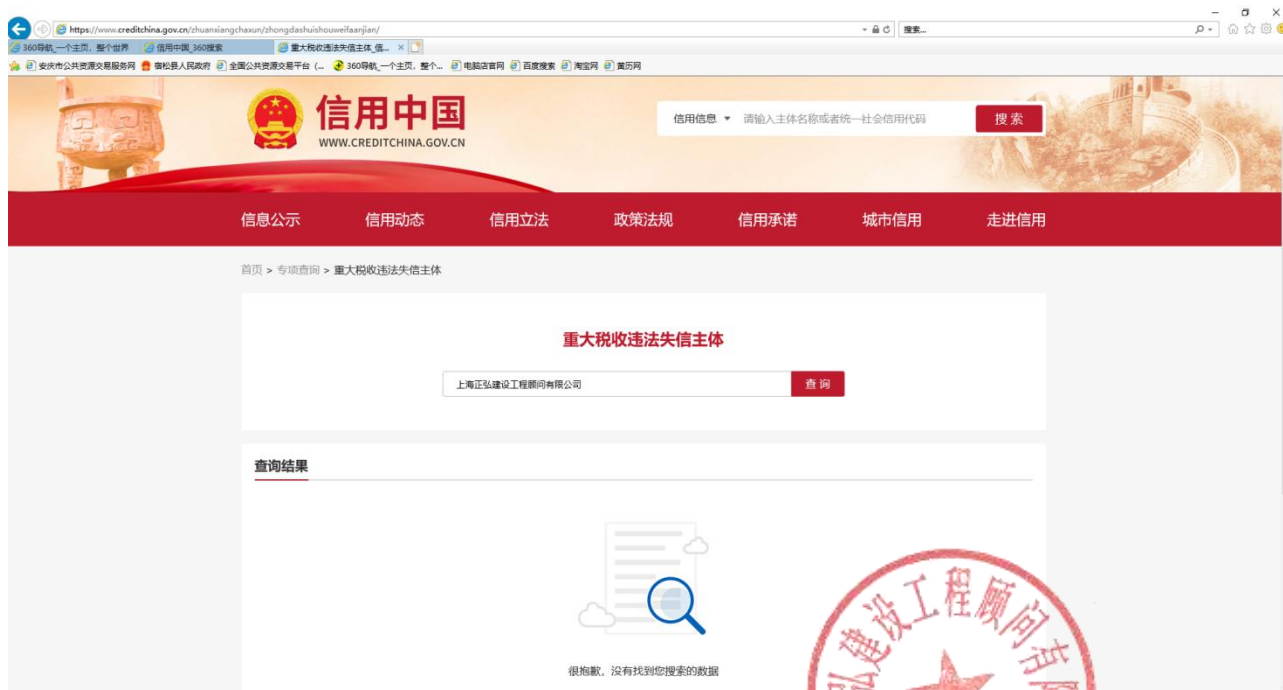 https://www.creditchina.gov.cn/zhuanxiangchaxun/zhongdashuishouweifaanjian/
搜索...
360导航_一个主页，整个世界
信用中国_360搜索
重大税收违法失信主体_信...
安庆市公共资源交易服务网
宿松县人民政府
全国公共资源交易平台（...
360导航_一个主页，整个...
电脑店官网
百度搜索
淘宝网
黄历网
信用中国
WWW.CREDITCHINA.GOV.CN
信用信息
请输入主体名称或者统一社会信用代码
搜索
信息公示
信用动态
信用立法
政策法规
信用承诺
城市信用
走进信用
首页 > 专项查询 > 重大税收违法失信主体
重大税收违法失信主体
上海正弘建设工程顾问有限公司
查询
查询结果
很抱歉，没有找到您搜索的数据
弘建设工程顾问有限